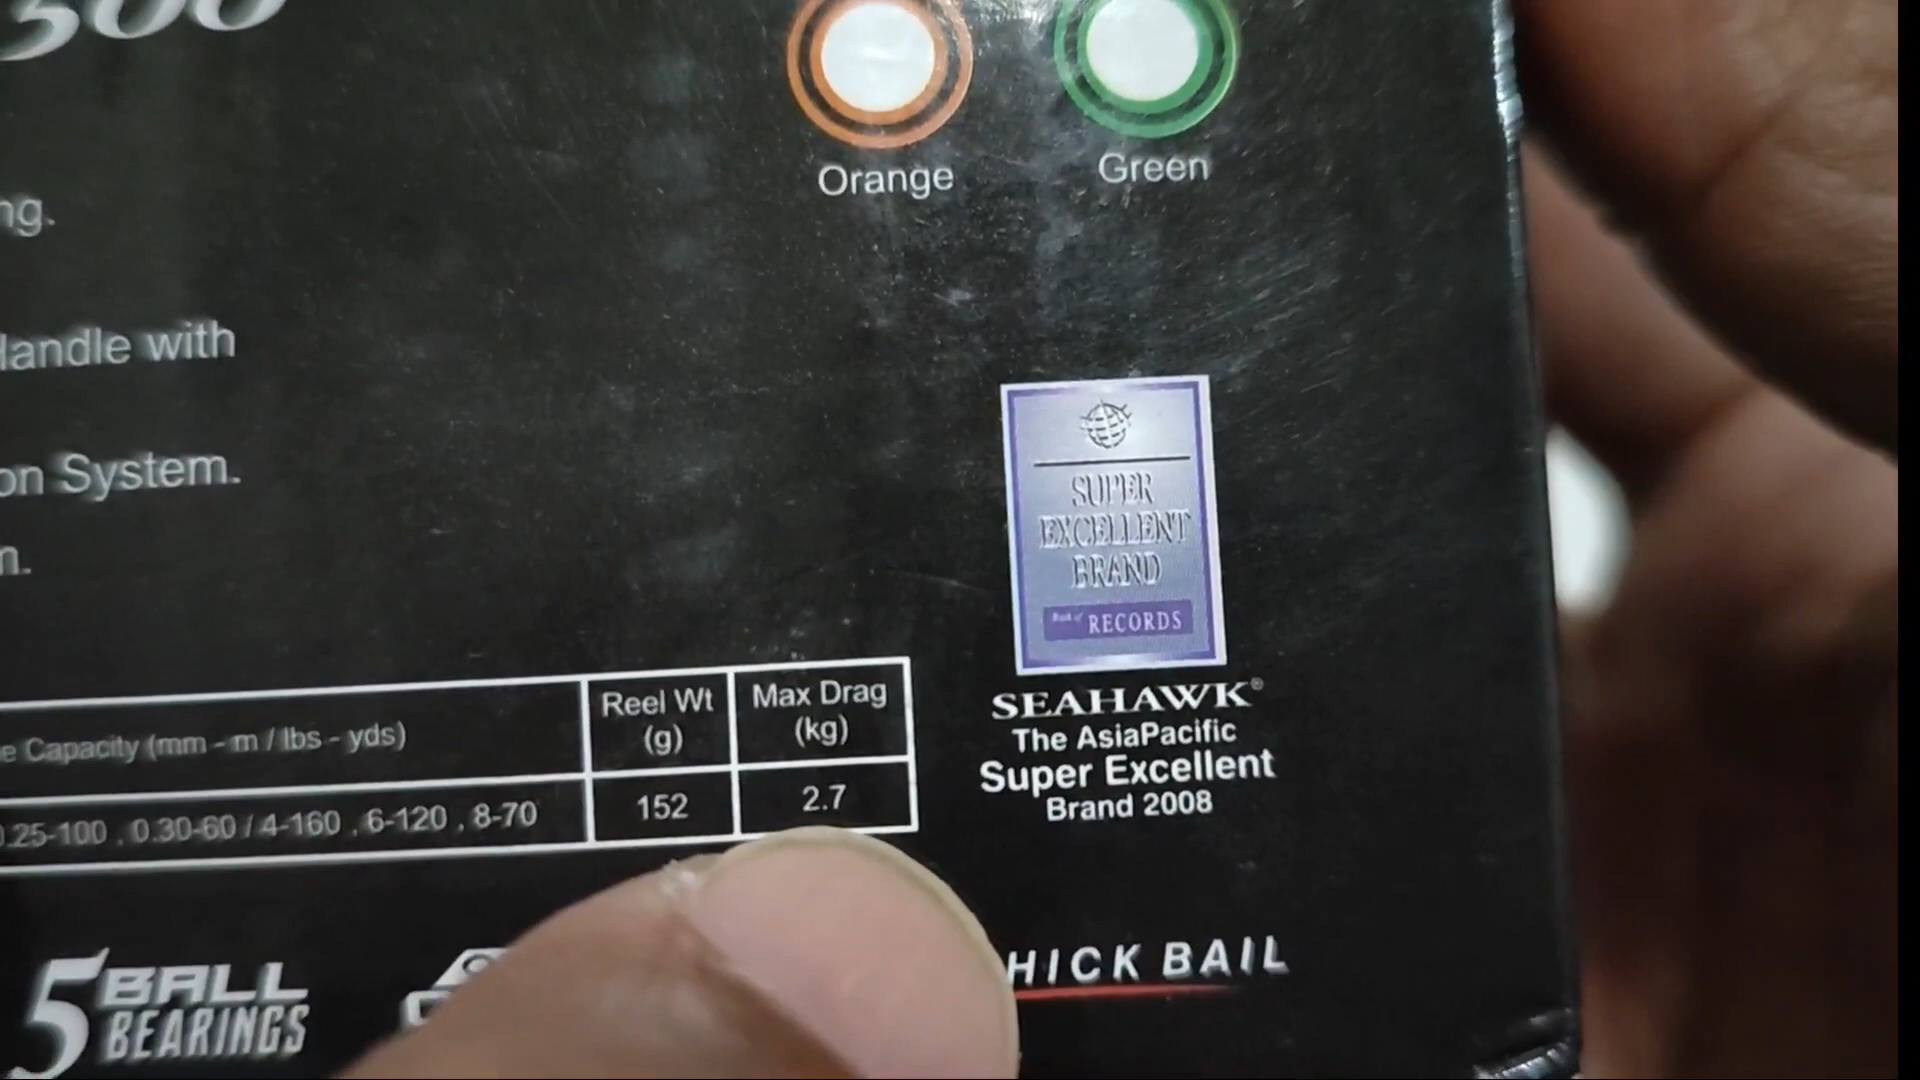 500
Orange
Green
ng.
Handle with
on System.
n.
SUPER
EXCELLENT
BRAND
Book of RECORDS
SEAHAWK®
The AsiaPacific
Super Excellent
Brand 2008
e Capacity (mm - m / lbs - yds)
Reel Wt
(g)
Max Drag
(kg)
0.25-100 , 0.30-60 / 4-160 , 6-120 , 8-70
152
2.7
5 BALL
BEARINGS
HICK BAIL